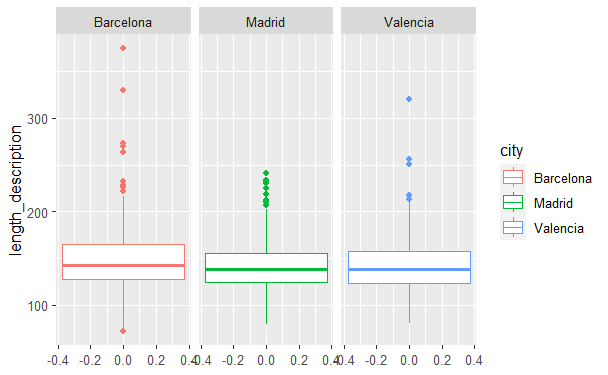 Barcelona Madrid Valencia
length_description
300
200
100
-0.4 -0.2 0.0 0.2 0.4 -0.4 -0.2 0.0 0.2 0.4 -0.4 -0.2 0.0 0.2 0.4
city
Barcelona
Madrid
Valencia